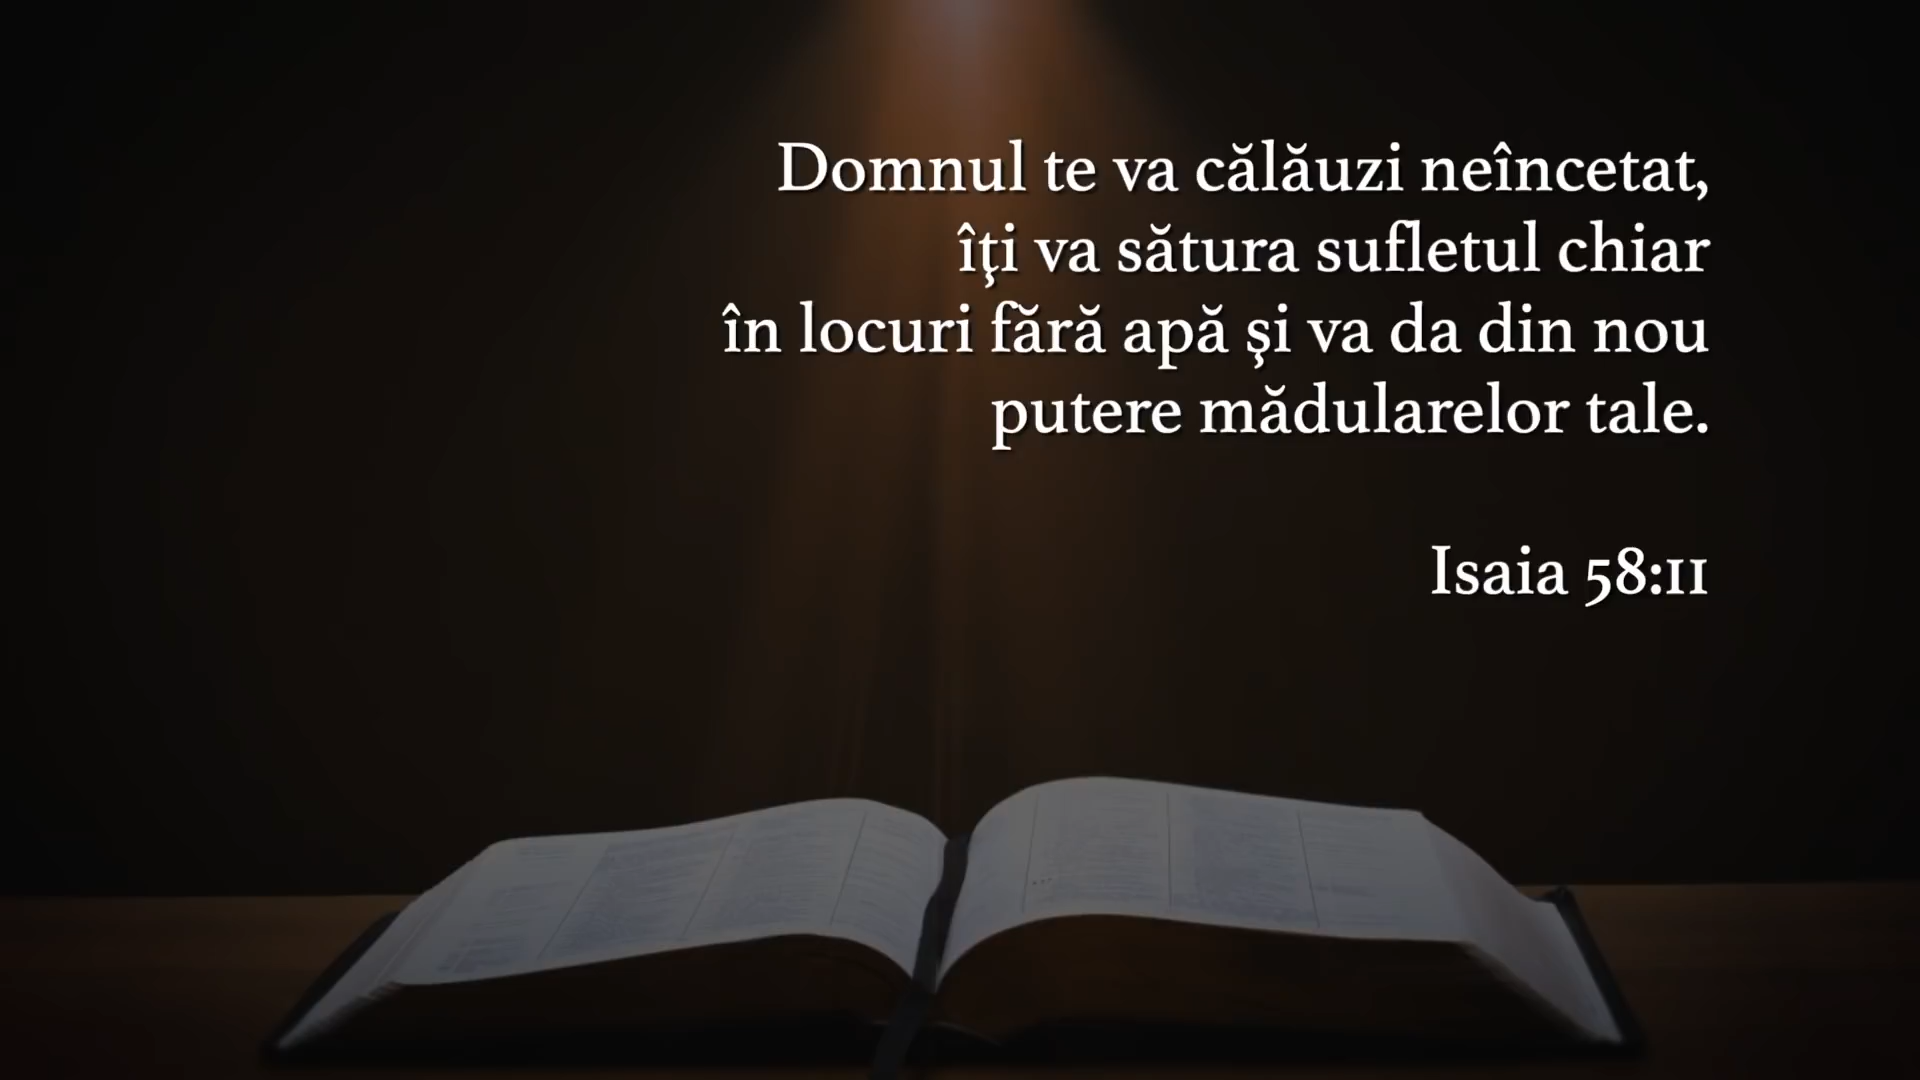 Domnul te va călăuzi neîncetat,
îţi va sătura sufletul chiar
în locuri fără apă şi va da din nou
putere mădularelor tale.
Isaia 58:11